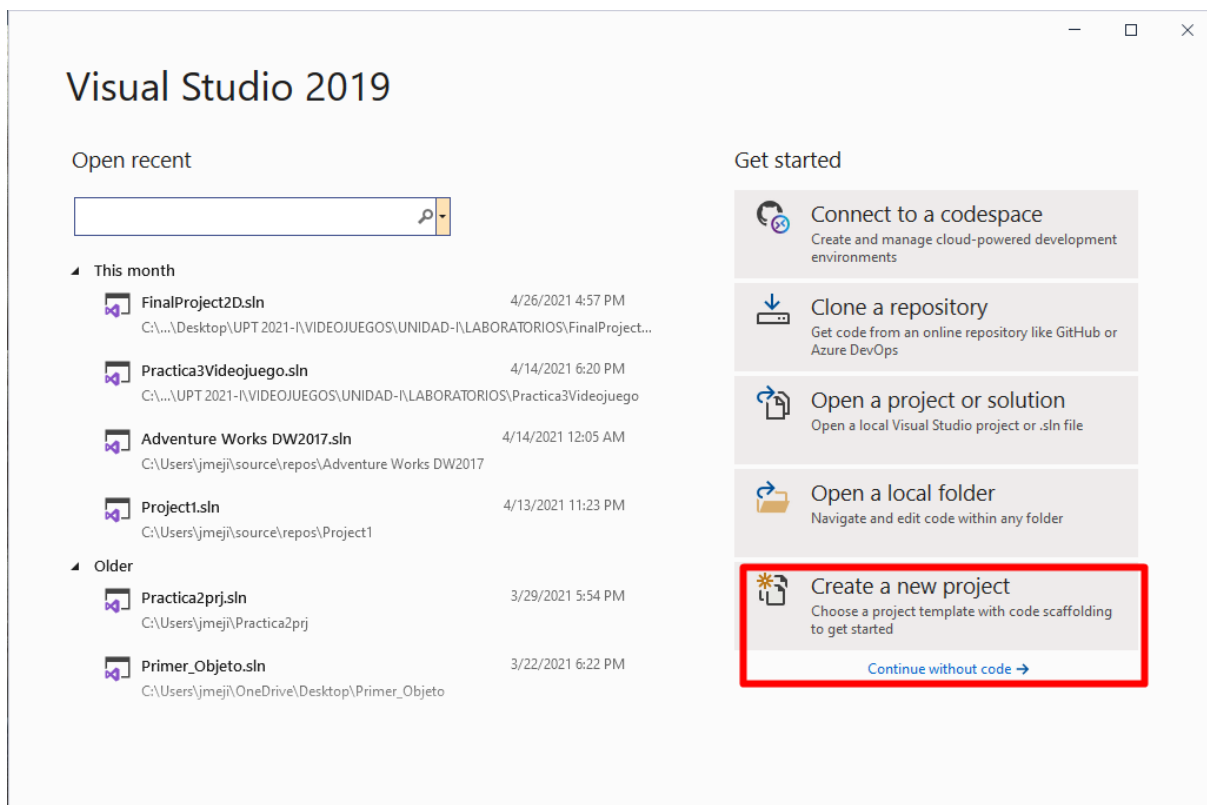 Visual Studio 2019
Open recent
This month
FinalProject2D.sln 4/26/2021 4:57 PM
C:\...\Desktop\UPT 2021-I\VIDEOJUEGOS\UNIDAD-I\LABORATORIOS\FinalProject...
Practica3Videojuego.sln 4/14/2021 6:20 PM
C:\...\UPT 2021-I\VIDEOJUEGOS\UNIDAD-I\LABORATORIOS\Practica3Videojuego
Adventure Works DW2017.sln 4/14/2021 12:05 AM
C:\Users\jmeji\source\repos\Adventure Works DW2017
Project1.sln 4/13/2021 11:23 PM
C:\Users\jmeji\source\repos\Project1
Older
Practica2prj.sln 3/29/2021 5:54 PM
C:\Users\jmeji\Practica2prj
Primer_Objeto.sln 3/22/2021 6:22 PM
C:\Users\jmeji\OneDrive\Desktop\Primer_Objeto
Get started
Connect to a codespace
Create and manage cloud-powered development
environments
Clone a repository
Get code from an online repository like GitHub or
Azure DevOps
Open a project or solution
Open a local Visual Studio project or .sln file
Open a local folder
Navigate and edit code within any folder
Create a new project
Choose a project template with code scaffolding
to get started
Continue without code →